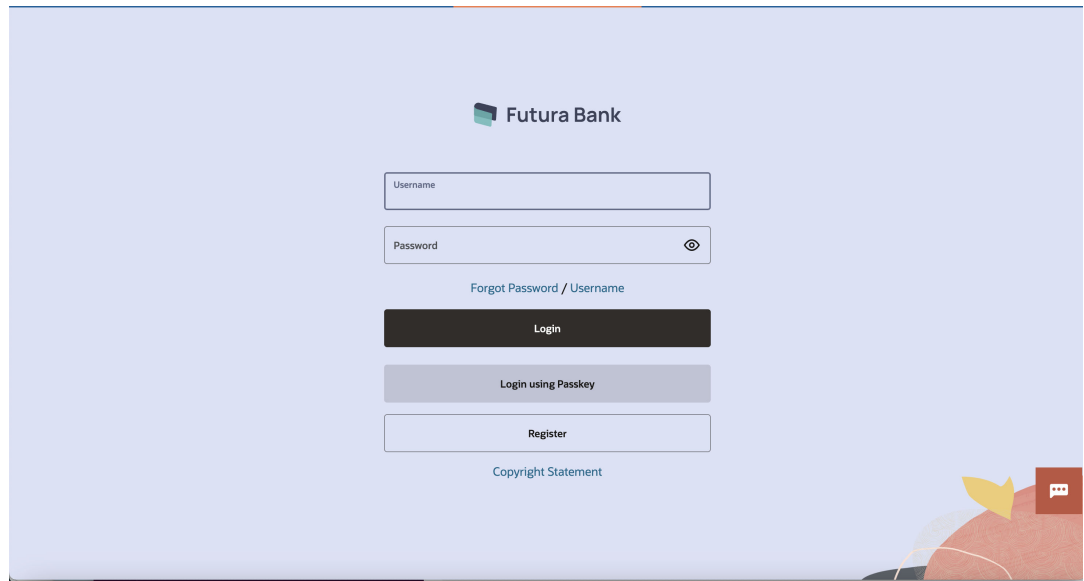 Futura Bank
Username
Password
Forgot Password / Username
Login
Login using Passkey
Register
Copyright Statement